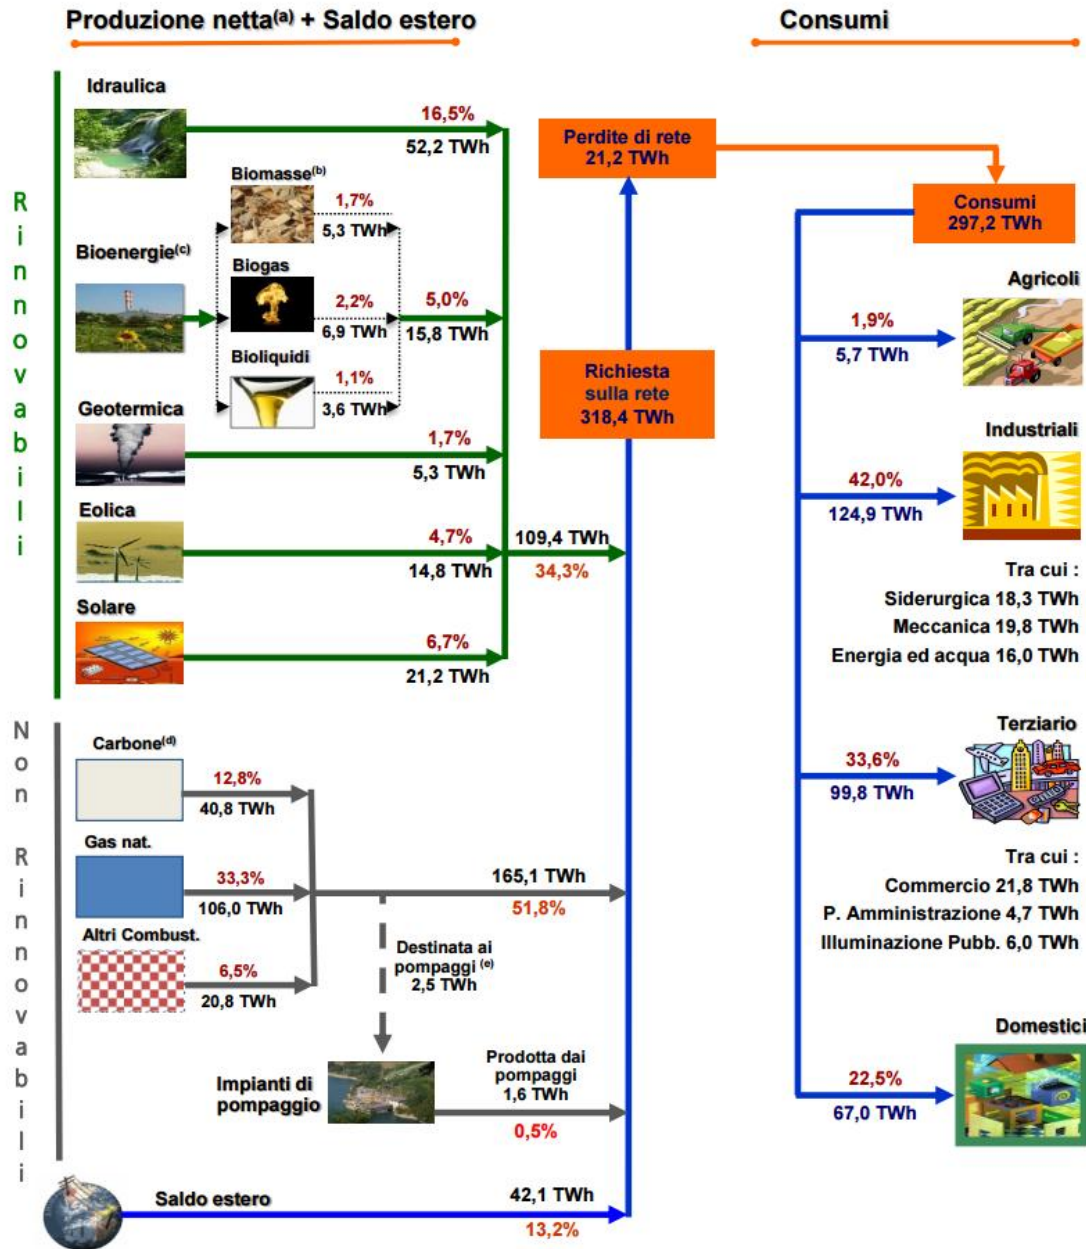 Produzione netta(a) + Saldo estero
Consumi
Rinnovabili
Idraulica
16,5%
52,2 TWh
Bioenergie(c)
Biomasse(b)
1,7%
5,3 TWh
Biogas
2,2%
6,9 TWh
Bioliquidi
1,1%
3,6 TWh
5,0%
15,8 TWh
Geotermica
1,7%
5,3 TWh
Eolica
4,7%
14,8 TWh
109,4 TWh
34,3%
Solare
6,7%
21,2 TWh
Non Rinnovabili
Carbone(d)
12,8%
40,8 TWh
Gas nat.
33,3%
106,0 TWh
165,1 TWh
51,8%
Altri Combust.
6,5%
20,8 TWh
Destinata ai
pompaggi (e)
2,5 TWh
Impianti di
pompaggio
Prodotta dai
pompaggi
1,6 TWh
0,5%
Saldo estero
42,1 TWh
13,2%
Perdite di rete
21,2 TWh
Richiesta
sulla rete
318,4 TWh
Consumi
297,2 TWh
Agricoli
1,9%
5,7 TWh
Industriali
42,0%
124,9 TWh
Tra cui :
Siderurgica 18,3 TWh
Meccanica 19,8 TWh
Energia ed acqua 16,0 TWh
Terziario
33,6%
99,8 TWh
Tra cui :
Commercio 21,8 TWh
P. Amministrazione 4,7 TWh
Illuminazione Pubb. 6,0 TWh
Domestici
22,5%
67,0 TWh